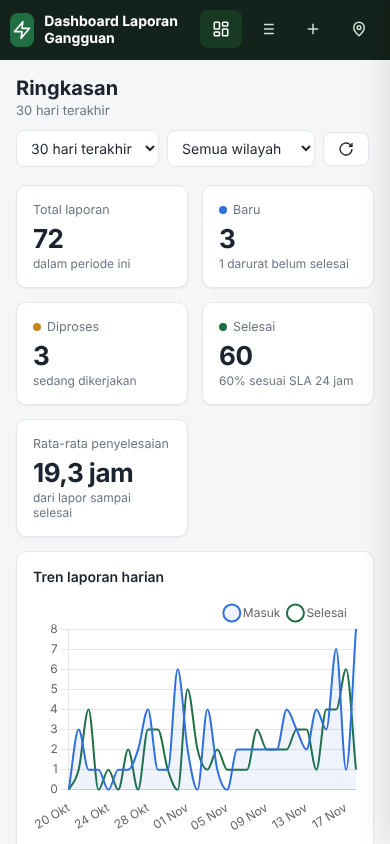 Dashboard Laporan
Gangguan
Ringkasan
30 hari terakhir
30 hari terakhir
Semua wilayah
Total laporan
72
dalam periode ini
Baru
3
1 darurat belum selesai
Diproses
3
sedang dikerjakan
Selesai
60
60% sesuai SLA 24 jam
Rata-rata penyelesaian
19,3 jam
dari lapor sampai
selesai
Tren laporan harian
Masuk
Selesai
8
7
6
5
4
3
2
1
0
20 Okt
24 Okt
28 Okt
01 Nov
05 Nov
09 Nov
13 Nov
17 Nov